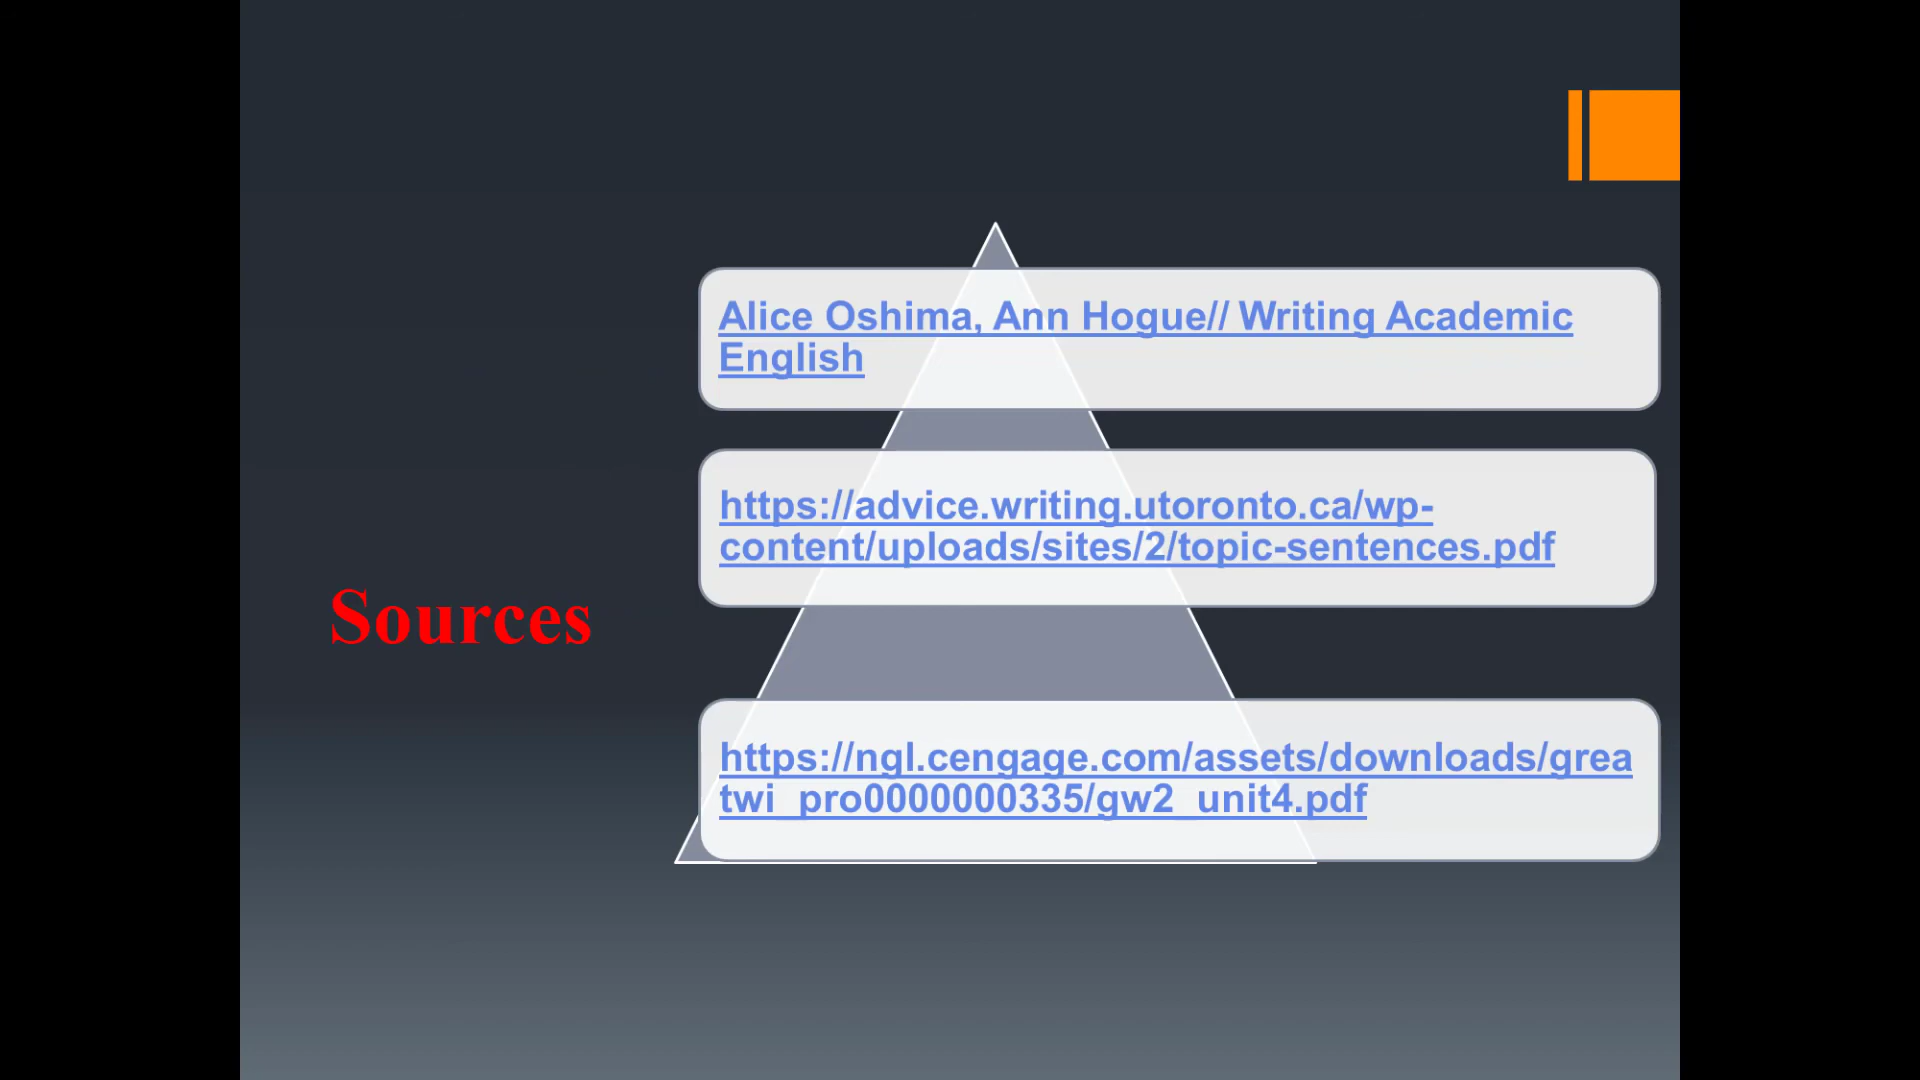 Alice Oshima, Ann Hogue// Writing Academic
English
https://advice.writing.utoronto.ca/wp-
content/uploads/sites/2/topic-sentences.pdf
Sources
https://ngl.cengage.com/assets/downloads/grea
twi_pro0000000335/gw2_unit4.pdf